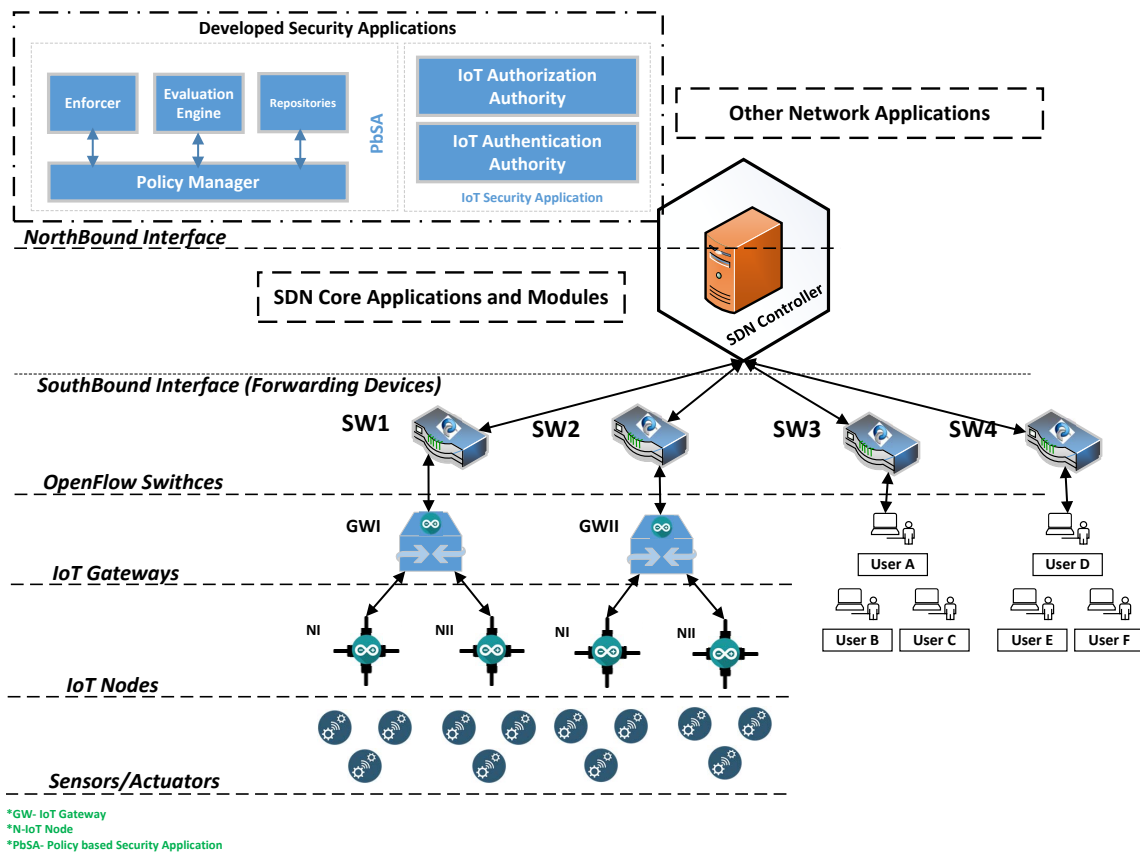 Developed Security Applications
Enforcer
Evaluation
Engine
Repositories
PbSA
Policy Manager
IoT Authorization
Authority
IoT Authentication
Authority
IoT Security Application
Other Network Applications
NorthBound Interface
SDN Core Applications and Modules
SDN Controller
SouthBound Interface (Forwarding Devices)
SW1
SW2
SW3
SW4
OpenFlow Swithces
GWI
GWII
User A
User D
IoT Gateways
User B
User C
User E
User F
NI
NII
NI
NII
IoT Nodes
Sensors/Actuators
*GW- IoT Gateway
*N-IoT Node
*PbSA- Policy based Security Application